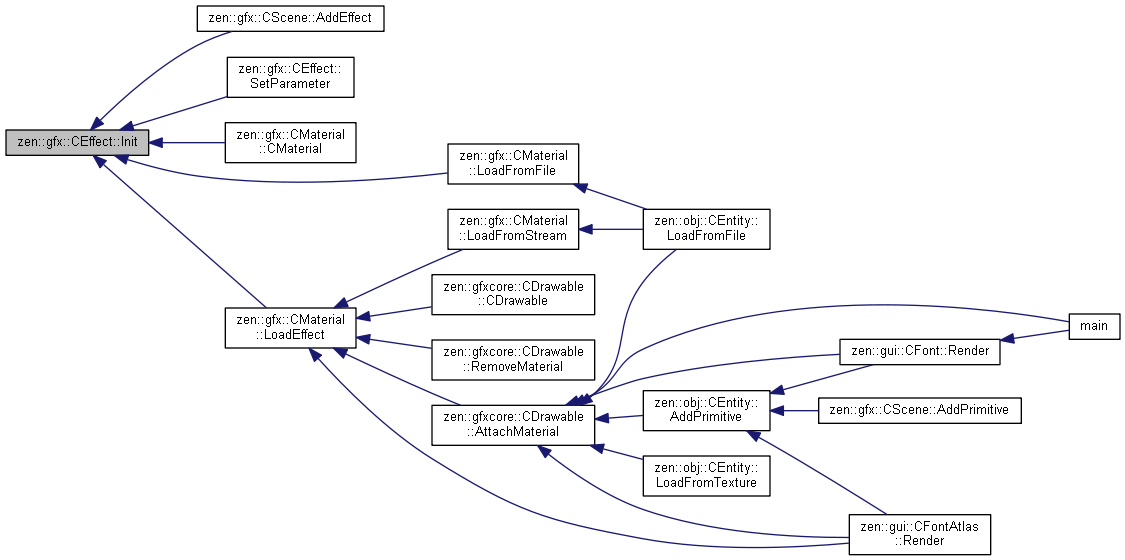 zen::gfx::CScene::AddEffect
zen::gfx::CEffect::
SetParameter
zen::gfx::CEffect::Init
zen::gfx::CMaterial
::CMaterial
zen::gfx::CMaterial
::LoadFromFile
zen::gfx::CMaterial
::LoadFromStream
zen::obj::CEntity::
LoadFromFile
zen::gfxcore::CDrawable
::CDrawable
zen::gfx::CMaterial
::LoadEffect
main
zen::gfxcore::CDrawable
::RemoveMaterial
zen::gui::CFont::Render
zen::gfxcore::CDrawable
::AttachMaterial
zen::obj::CEntity::
AddPrimitive
zen::gfx::CScene::AddPrimitive
zen::obj::CEntity::
LoadFromTexture
zen::gui::CFontAtlas
::Render